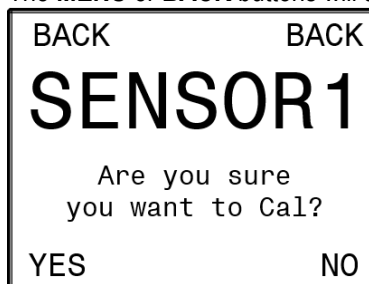 BACK BACK
SENSOR1
Are you sure
you want to Cal?
YES NO